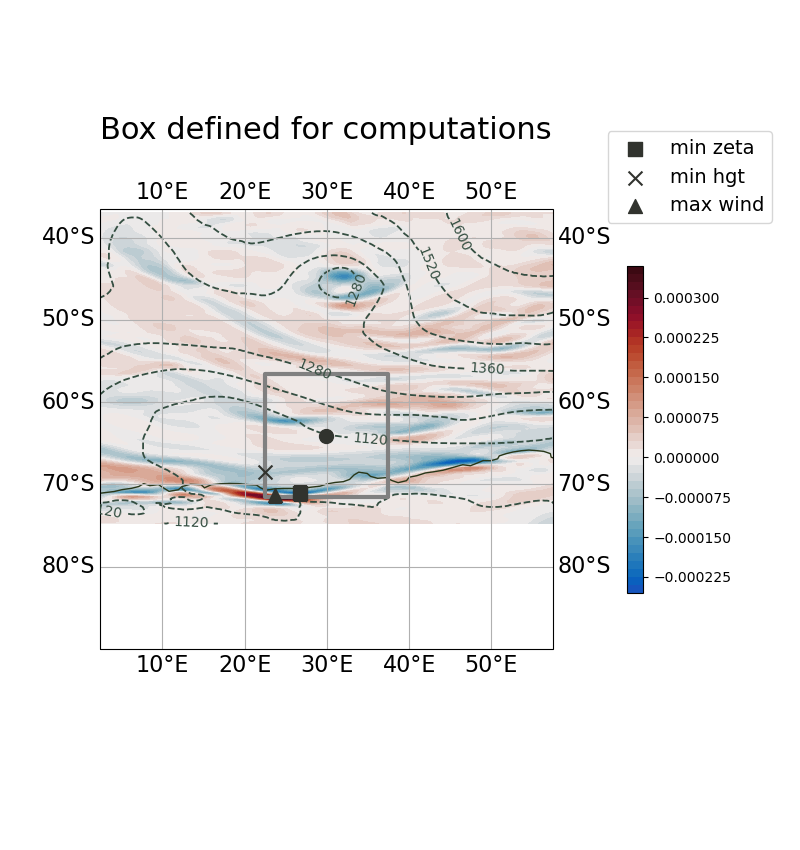 Box defined for computations
min zeta
min hgt
max wind
10°E 20°E 30°E 40°E 50°E
40°S 40°S
50°S 50°S
60°S 60°S
70°S 70°S
80°S 80°S
10°E 20°E 30°E 40°E 50°E
1600
1520
1280
1280
1360
1120
20
1120
0.000300
0.000225
0.000150
0.000075
0.000000
−0.000075
−0.000150
−0.000225